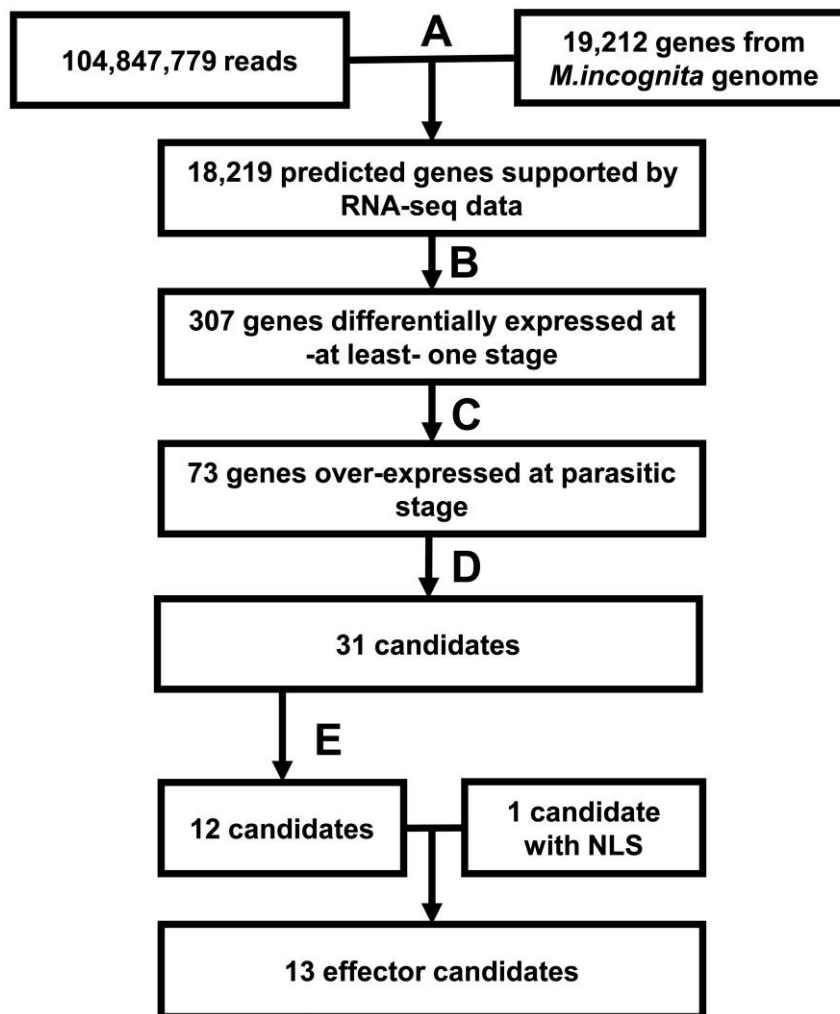 A
104,847,779 reads
19,212 genes from
M.incognita genome
18,219 predicted genes supported by
RNA-seq data
B
307 genes differentially expressed at
-at least- one stage
C
73 genes over-expressed at parasitic
stage
D
31 candidates
E
12 candidates
1 candidate
with NLS
13 effector candidates